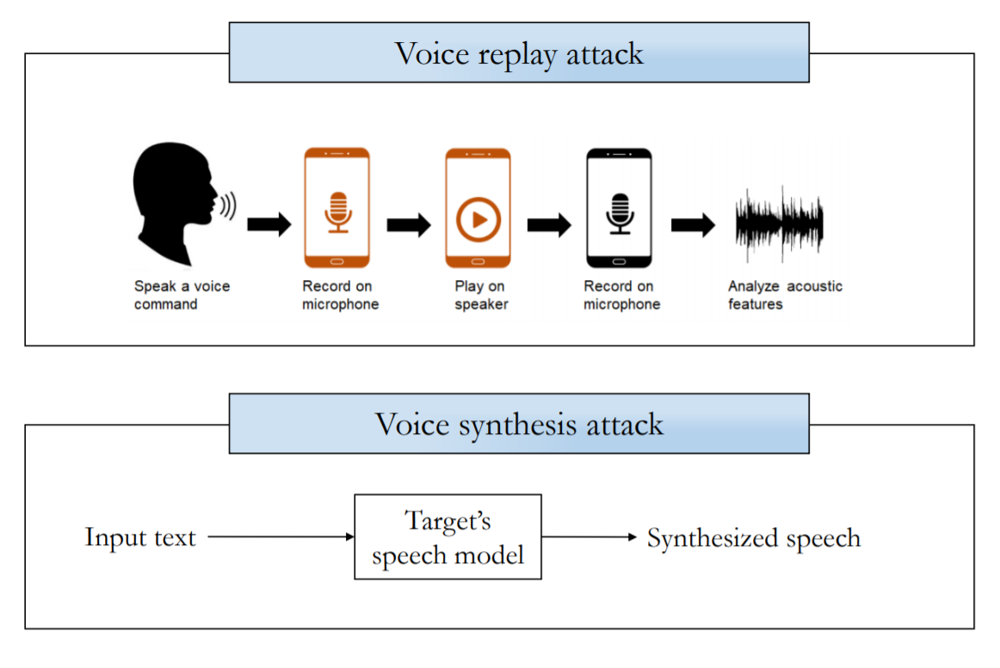 Voice replay attack
Speak a voice
command
Record on
microphone
Play on
speaker
Record on
microphone
Analyze acoustic
features
Voice synthesis attack
Input text
Target's
speech model
Synthesized speech